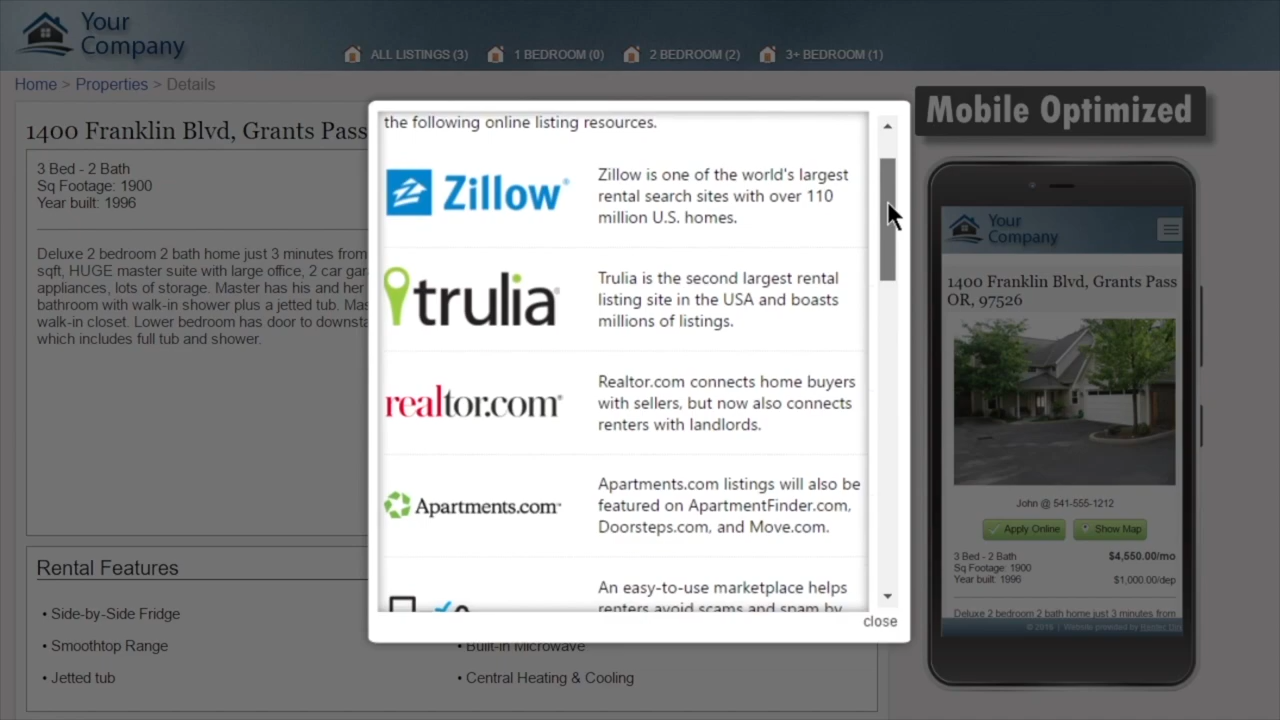 Your
Company
ALL LISTINGS (3)
1 BEDROOM (0)
2 BEDROOM (2)
3+ BEDROOM (1)
Home > Properties > Details
1400 Franklin Blvd, Grants Pass
3 Bed - 2 Bath
Sq Footage: 1900
Year built: 1996
Deluxe 2 bedroom 2 bath home just 3 minutes from
sqft, HUGE master suite with large office, 2 car gar
appliances, lots of storage. Master has his and her
bathroom with walk-in shower plus a jetted tub. Mas
walk-in closet. Lower bedroom has door to downsta
which includes full tub and shower.
Rental Features
• Side-by-Side Fridge
• Smoothtop Range
• Jetted tub
• Built-in Microwave
• Central Heating & Cooling
the following online listing resources.
Zillow
Zillow is one of the world's largest
rental search sites with over 110
million U.S. homes.
trulia
Trulia is the second largest rental
listing site in the USA and boasts
millions of listings.
realtor.com
Realtor.com connects home buyers
with sellers, but now also connects
renters with landlords.
Apartments.com
Apartments.com listings will also be
featured on ApartmentFinder.com,
Doorsteps.com, and Move.com.
An easy-to-use marketplace helps
renters avoid scams and spam by
close
Mobile Optimized
Your
Company
1400 Franklin Blvd, Grants Pass
OR, 97526
John @ 541-555-1212
Apply Online
Show Map
3 Bed - 2 Bath
$4,550.00/mo
Sq Footage: 1900
Year built: 1996
$1,000.00/dep
Deluxe 2 bedroom 2 bath home just 3 minutes from
© 2016 | Website provided by